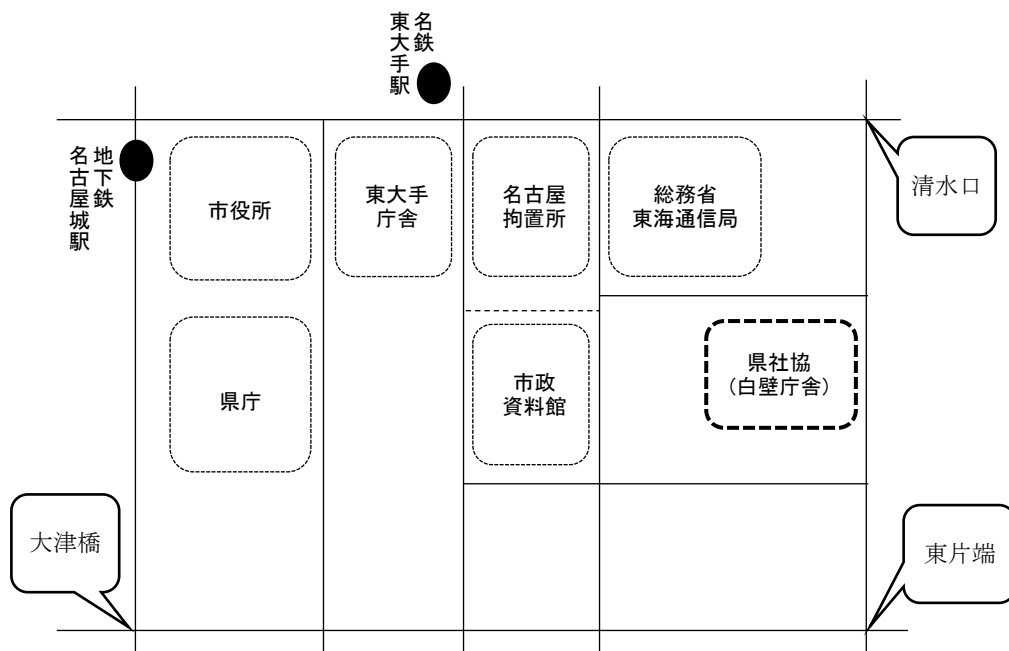 名鉄
東大手駅
地下鉄
名古屋城駅
市役所
東大手
庁舎
名古屋
拘置所
総務省
東海通信局
清水口
県庁
市政
資料館
県社協
（白壁庁舎）
大津橋
東片端